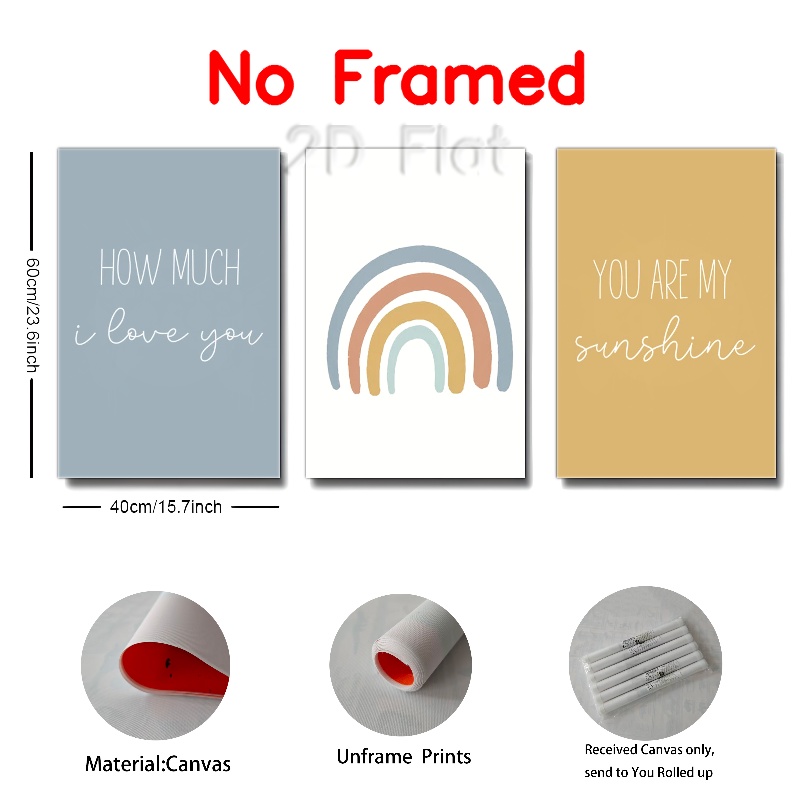 No Framed
2D Flat
HOW MUCH
i love you
YOU ARE MY
sunshine
60cm/23.6inch
40cm/15.7inch
Material:Canvas
Unframe Prints
Received Canvas only,
send to You Rolled up